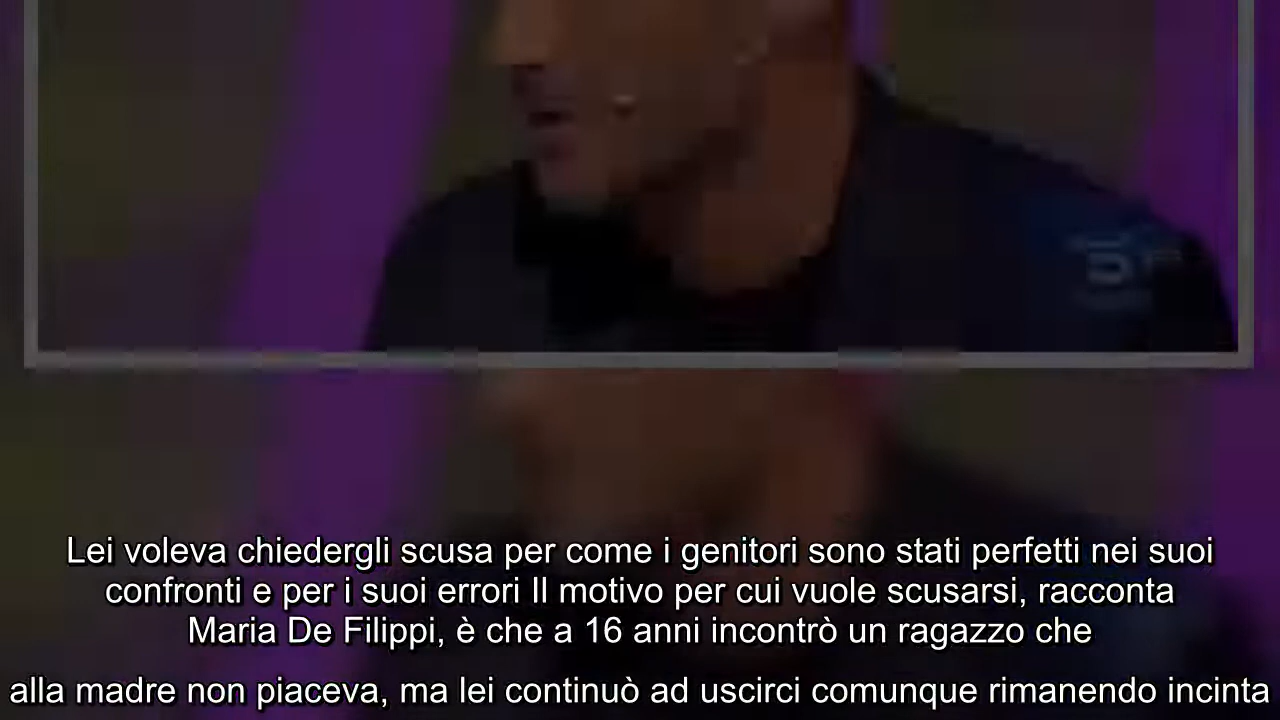 Lei voleva chiedergli scusa per come i genitori sono stati perfetti nei suoi
confronti e per i suoi errori Il motivo per cui vuole scusarsi, racconta
Maria De Filippi, è che a 16 anni incontrò un ragazzo che
alla madre non piaceva, ma lei continuò ad uscirci comunque rimanendo incinta